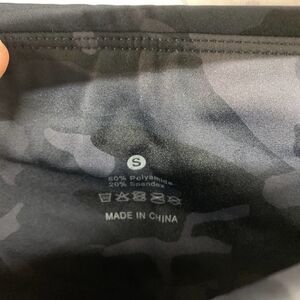 S
80% Polyamide
20% Spandex
MADE IN CHINA